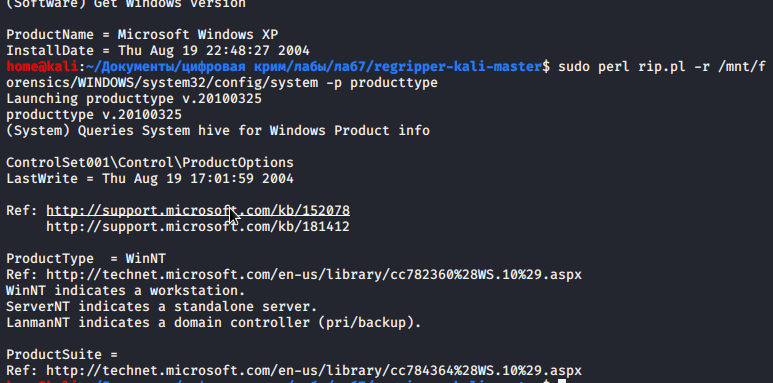 (Software) Get Windows version
ProductName = Microsoft Windows XP
InstallDate = Thu Aug 19 22:48:27 2004
home@kali:~/Документы/цифровая крим/лабы/лаб7/regripper-kali-master$ sudo perl rip.pl -r /mnt/f
orensics/WINDOWS/system32/config/system -p producttype
Launching producttype v.20100325
producttype v.20100325
(System) Queries System hive for Windows Product info
ControlSet001\Control\ProductOptions
LastWrite = Thu Aug 19 17:01:59 2004
Ref: http://support.microsoft.com/kb/152078
http://support.microsoft.com/kb/181412
ProductType  = WinNT
Ref: http://technet.microsoft.com/en-us/library/cc782360%28WS.10%29.aspx
WinNT indicates a workstation.
ServerNT indicates a standalone server.
LanmanNT indicates a domain controller (pri/backup).
ProductSuite =
Ref: http://technet.microsoft.com/en-us/library/cc784364%28WS.10%29.aspx